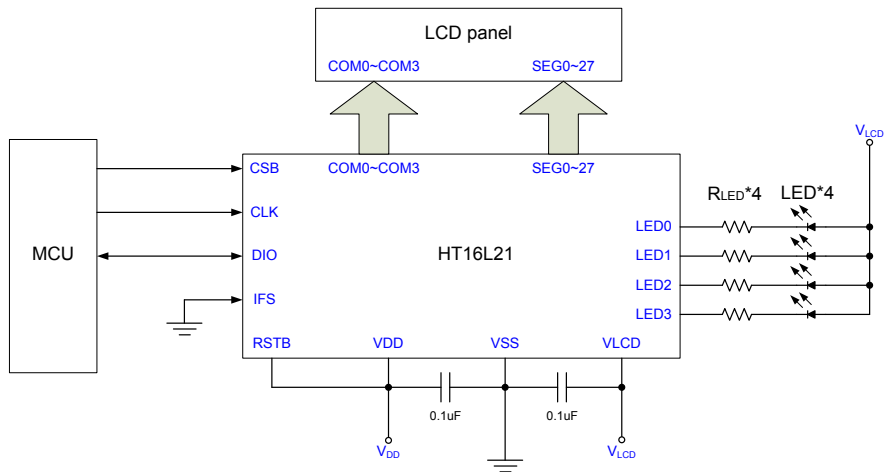 LCD panel
COM0~COM3 SEG0~27
VLCD
CSB COM0~COM3 SEG0~27
RLED*4 LED*4
CLK
LED0
MCU DIO HT16L21 LED1
LED2
IFS
LED3
RSTB VDD VSS VLCD
0.1uF 0.1uF
VDD VLCD